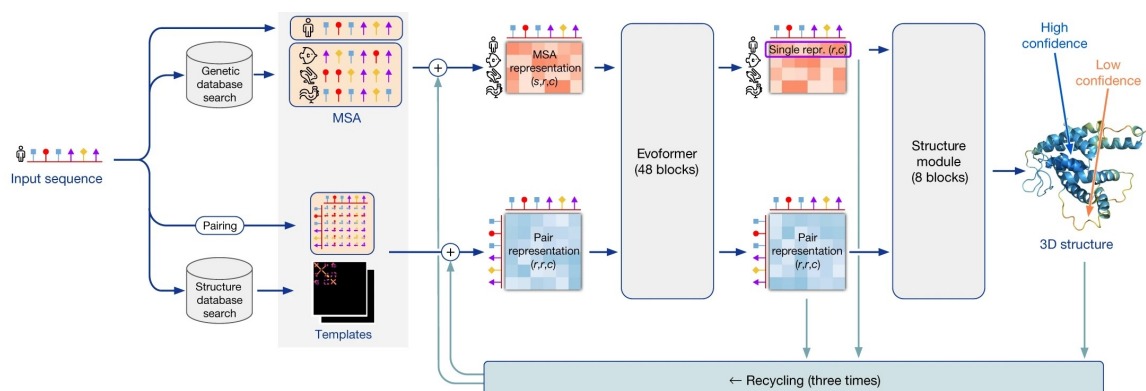 Input sequence
Genetic
database
search
Pairing
Structure
database
search
MSA
Templates
+
+
MSA
representation
(s,r,c)
Pair
representation
(r,r,c)
Evoformer
(48 blocks)
Single repr. (r,c)
Pair
representation
(r,r,c)
Structure
module
(8 blocks)
High
confidence
Low
confidence
3D structure
← Recycling (three times)